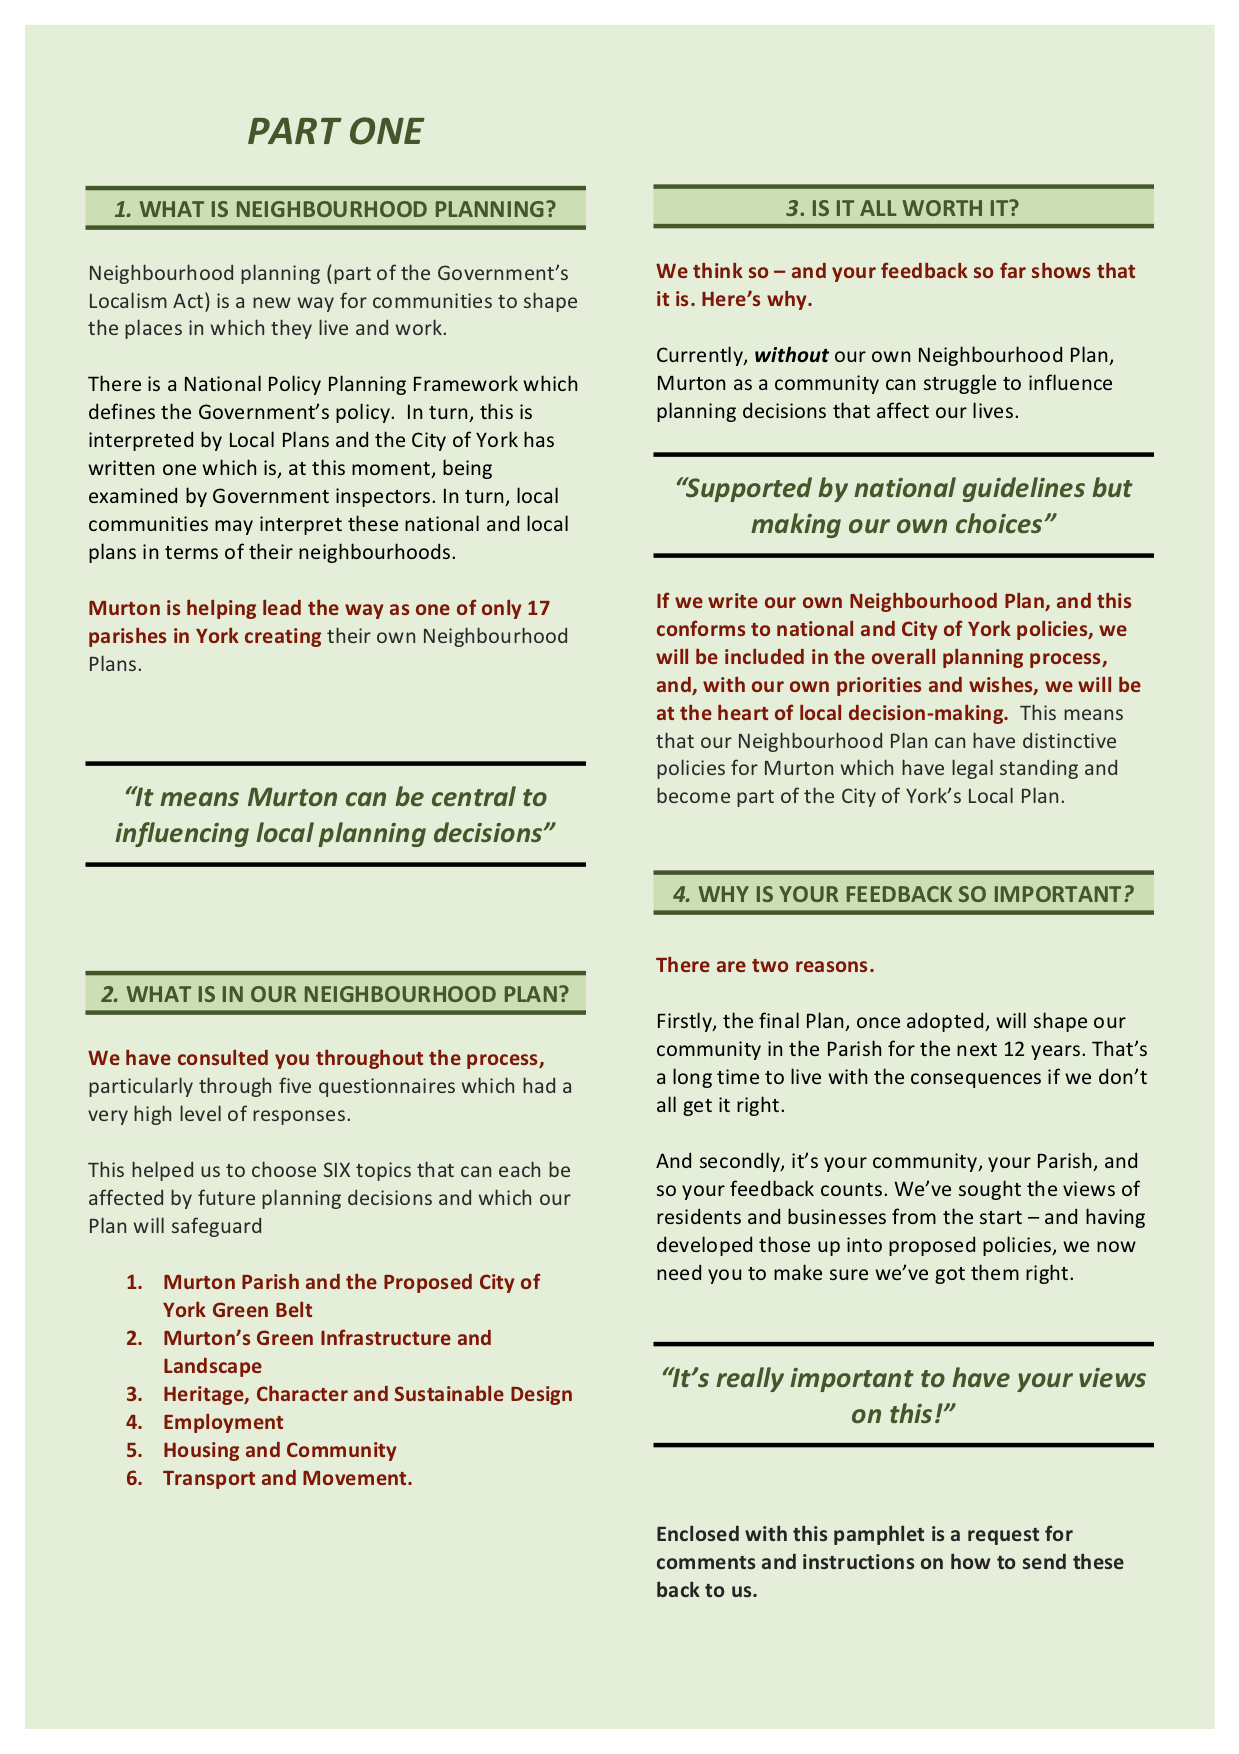 PART ONE
1. WHAT IS NEIGHBOURHOOD PLANNING?
Neighbourhood planning (part of the Government’s
Localism Act) is a new way for communities to shape
the places in which they live and work.
There is a National Policy Planning Framework which
defines the Government’s policy.  In turn, this is
interpreted by Local Plans and the City of York has
written one which is, at this moment, being
examined by Government inspectors. In turn, local
communities may interpret these national and local
plans in terms of their neighbourhoods.
Murton is helping lead the way as one of only 17
parishes in York creating their own Neighbourhood
Plans.
“It means Murton can be central to
influencing local planning decisions”
2. WHAT IS IN OUR NEIGHBOURHOOD PLAN?
We have consulted you throughout the process,
particularly through five questionnaires which had a
very high level of responses.
This helped us to choose SIX topics that can each be
affected by future planning decisions and which our
Plan will safeguard
1. Murton Parish and the Proposed City of
York Green Belt
2. Murton’s Green Infrastructure and
Landscape
3. Heritage, Character and Sustainable Design
4. Employment
5. Housing and Community
6. Transport and Movement.
3. IS IT ALL WORTH IT?
We think so – and your feedback so far shows that
it is. Here’s why.
Currently, without our own Neighbourhood Plan,
Murton as a community can struggle to influence
planning decisions that affect our lives.
“Supported by national guidelines but
making our own choices”
If we write our own Neighbourhood Plan, and this
conforms to national and City of York policies, we
will be included in the overall planning process,
and, with our own priorities and wishes, we will be
at the heart of local decision-making.  This means
that our Neighbourhood Plan can have distinctive
policies for Murton which have legal standing and
become part of the City of York’s Local Plan.
4. WHY IS YOUR FEEDBACK SO IMPORTANT?
There are two reasons.
Firstly, the final Plan, once adopted, will shape our
community in the Parish for the next 12 years. That’s
a long time to live with the consequences if we don’t
all get it right.
And secondly, it’s your community, your Parish, and
so your feedback counts. We’ve sought the views of
residents and businesses from the start – and having
developed those up into proposed policies, we now
need you to make sure we’ve got them right.
“It’s really important to have your views
on this!”
Enclosed with this pamphlet is a request for
comments and instructions on how to send these
back to us.